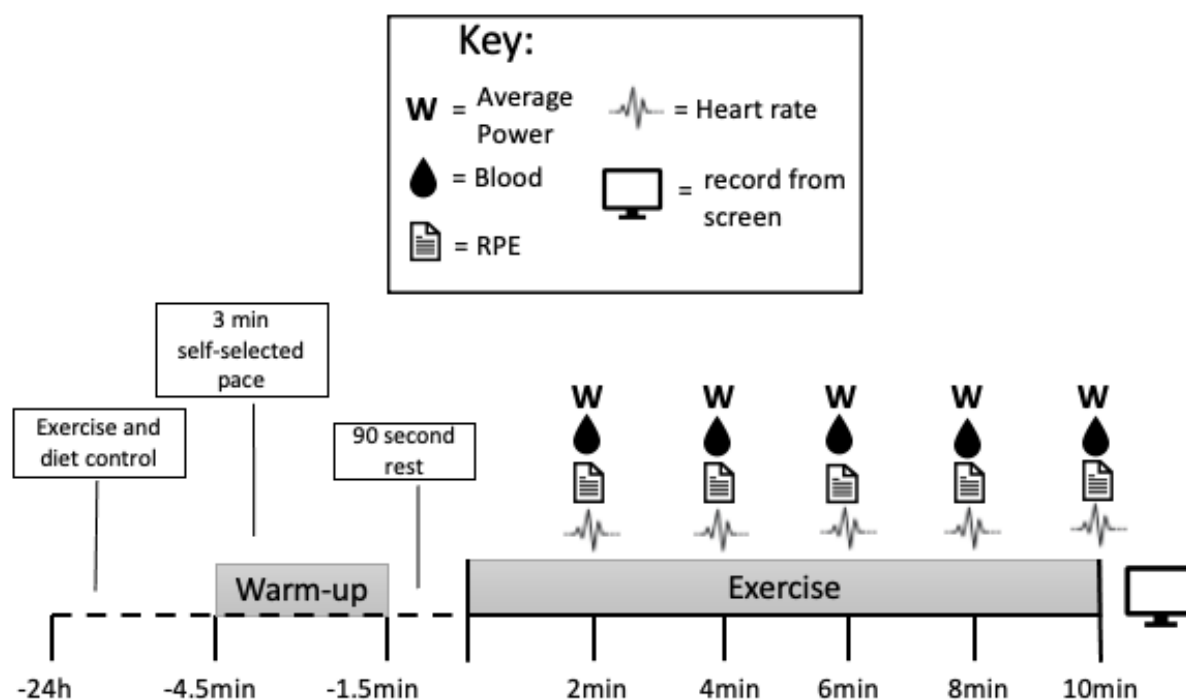 Key:
W = Average
Power
= Heart rate
= Blood
= record from
screen
= RPE
3 min
self-selected
pace
Exercise and
diet control
90 second
rest
W W W W W
Warm-up
Exercise
-24h -4.5min -1.5min 2min 4min 6min 8min 10min